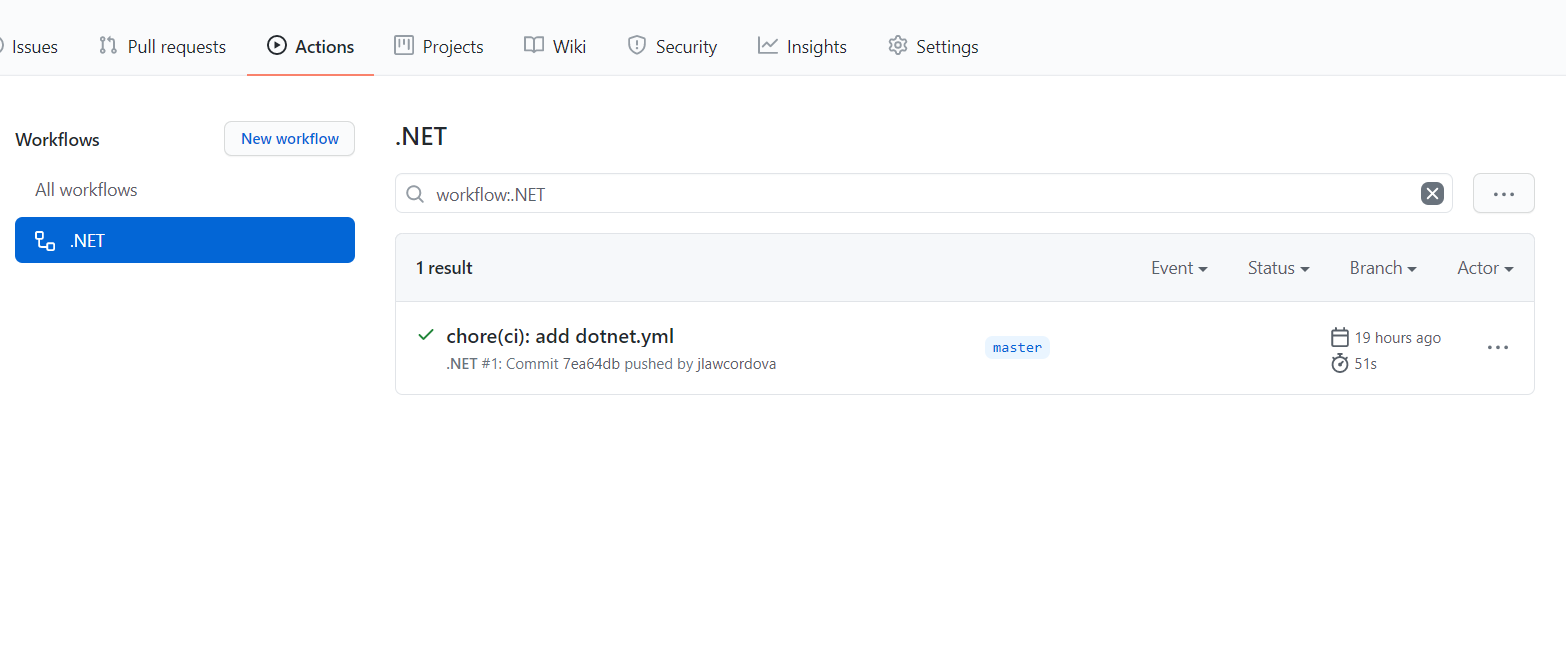 Issues Pull requests Actions Projects Wiki Security Insights Settings
Workflows
New workflow
All workflows
.NET
.NET
workflow:.NET
1 result
Event Status Branch Actor
chore(ci): add dotnet.yml
.NET #1: Commit 7ea64db pushed by jlawcordova
master
19 hours ago
51s